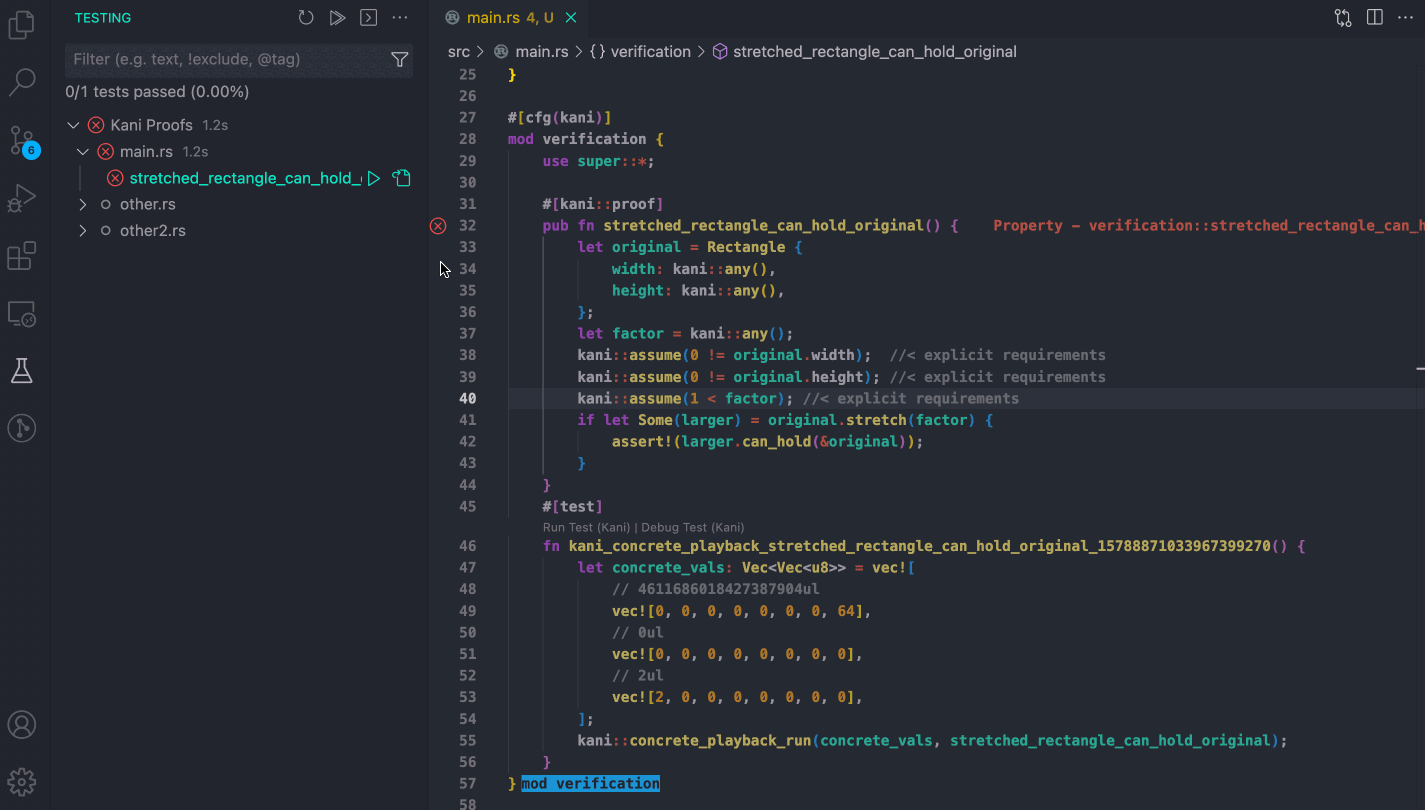 TESTING
Filter (e.g. text, !exclude, @tag)
0/1 tests passed (0.00%)
Kani Proofs 1.2s
main.rs 1.2s
stretched_rectangle_can_hold_
other.rs
other2.rs
6
main.rs 4, U
src > main.rs > {} verification > stretched_rectangle_can_hold_original
25 }
26
27 #[cfg(kani)]
28 mod verification {
29 use super::*;
30
31 #[kani::proof]
32 pub fn stretched_rectangle_can_hold_original() { Property – verification::stretched_rectangle_can_h
33 let original = Rectangle {
34 width: kani::any(),
35 height: kani::any(),
36 };
37 let factor = kani::any();
38 kani::assume(0 != original.width); //< explicit requirements
39 kani::assume(0 != original.height); //< explicit requirements
40 kani::assume(1 < factor); //< explicit requirements
41 if let Some(larger) = original.stretch(factor) {
42 assert!(larger.can_hold(&original));
43 }
44 }
45 #[test]
Run Test (Kani) | Debug Test (Kani)
46 fn kani_concrete_playback_stretched_rectangle_can_hold_original_15788871033967399270() {
47 let concrete_vals: Vec<Vec<u8>> = vec![
48 // 4611686018427387904ul
49 vec![0, 0, 0, 0, 0, 0, 0, 64],
50 // 0ul
51 vec![0, 0, 0, 0, 0, 0, 0, 0],
52 // 2ul
53 vec![2, 0, 0, 0, 0, 0, 0, 0],
54 ];
55 kani::concrete_playback_run(concrete_vals, stretched_rectangle_can_hold_original);
56 }
57 } mod verification
58